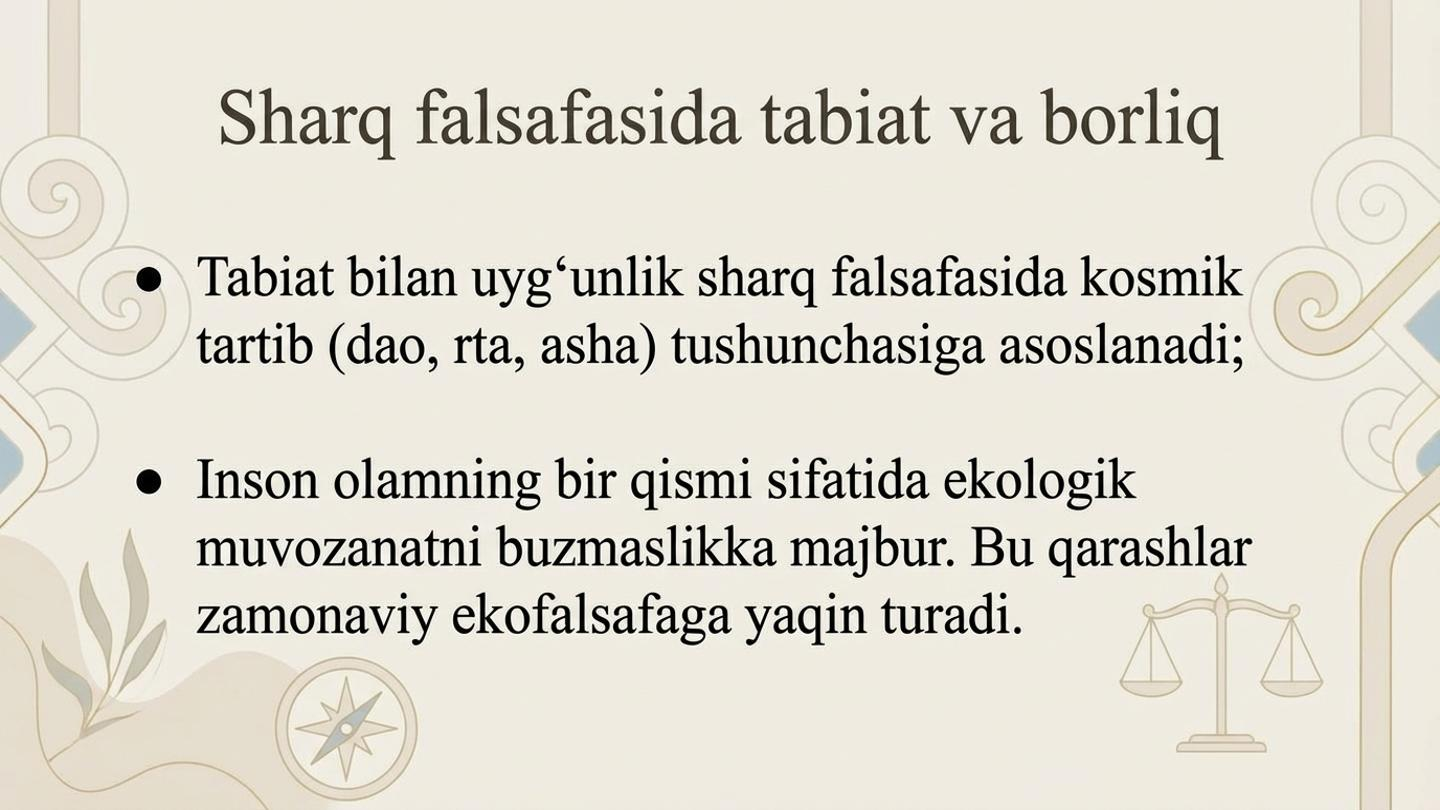 Sharq falsafasida tabiat va borliq
● Tabiat bilan uyg‘unlik sharq falsafasida kosmik
tartib (dao, rta, asha) tushunchasiga asoslanadi;
● Inson olamning bir qismi sifatida ekologik
muvozanatni buzmaslikka majbur. Bu qarashlar
zamonaviy ekofalsafaga yaqin turadi.